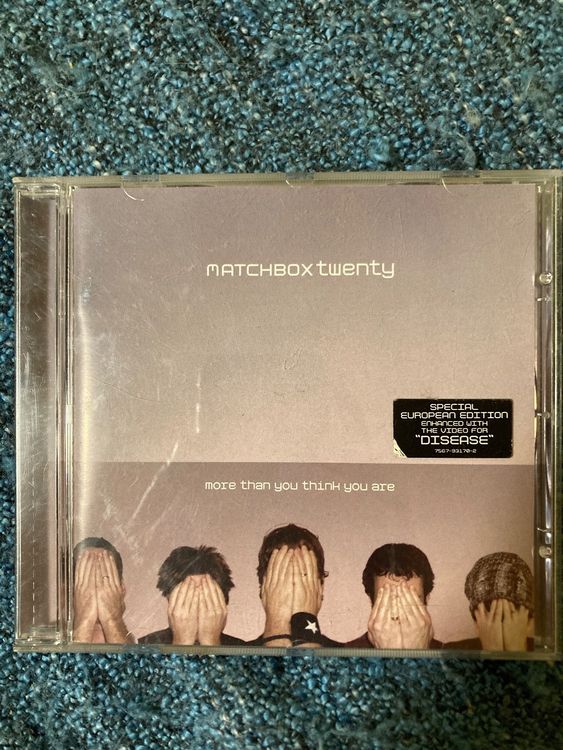 MATCHBOX twenty
SPECIAL
EUROPEAN EDITION
ENHANCED WITH
THE VIDEO FOR
"DISEASE"
7567-93170-2
more than you think you are